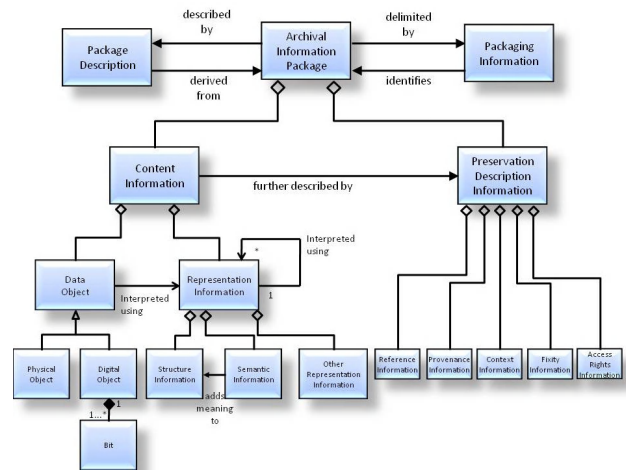 described
by
Archival
Information
Package
delimited
by
Package
Description
Packaging
Information
derived
from
identifies
Content
Information
Preservation
Description
Information
further described by
Interpreted
using
*
1
Data
Object
Interpreted
using
Representation
Information
Physical
Object
Digital
Object
Structure
Information
Semantic
Information
Other
Representation
Information
Reference
Information
Provenance
Information
Context
Information
Fixity
Information
Access
Rights
Information
adds
meaning
to
1
1...*
Bit